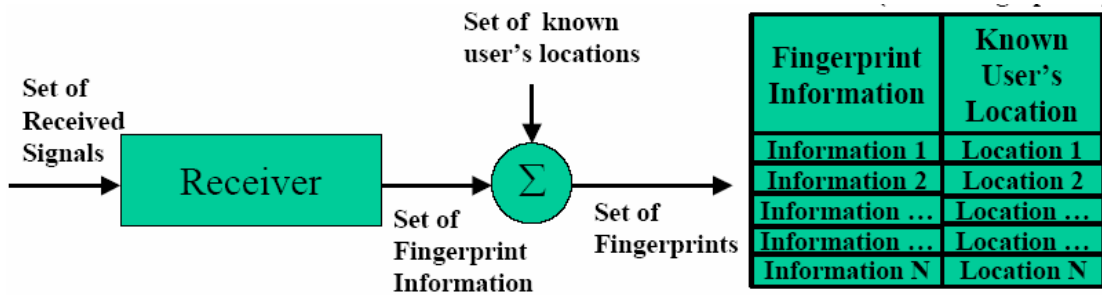 Set of known
user's locations
Set of
Received
Signals
Receiver
Σ
Set of
Fingerprint
Information
Set of
Fingerprints
Fingerprint
Information
Known
User's
Location
Information 1
Location 1
Information 2
Location 2
Information …
Location …
Information …
Location …
Information N
Location N